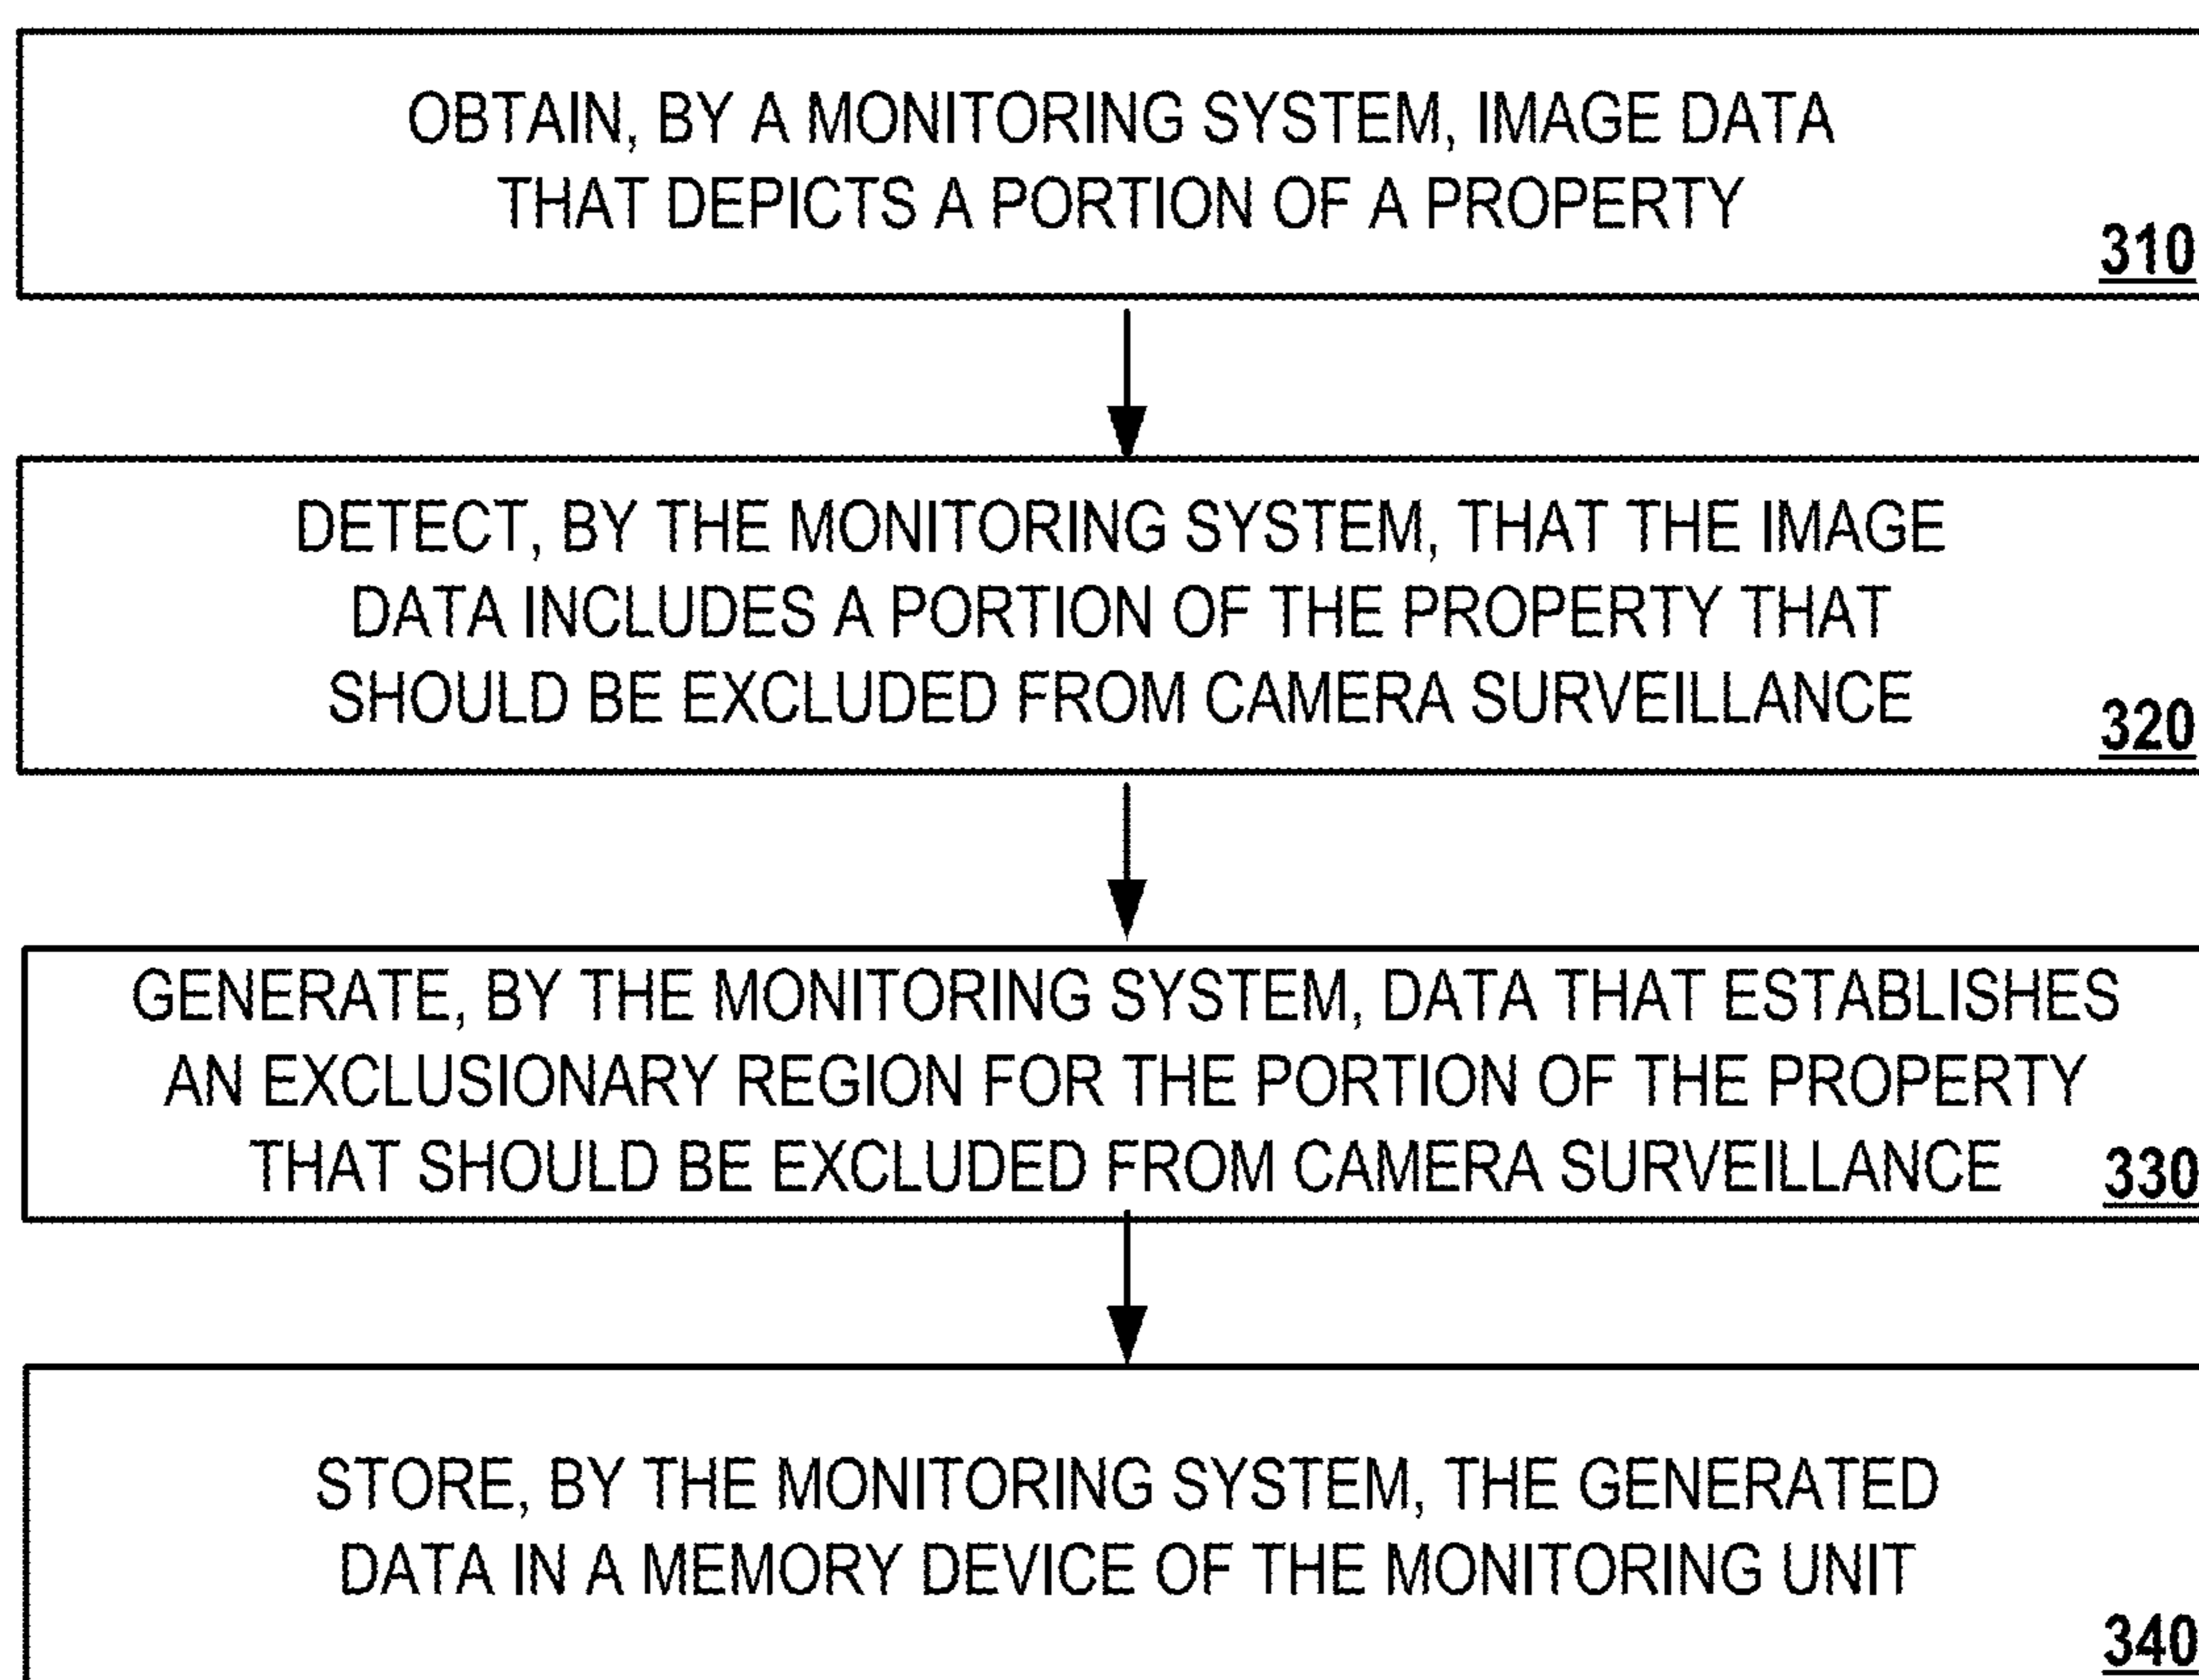 OBTAIN, BY A MONITORING SYSTEM, IMAGE DATA
THAT DEPICTS A PORTION OF A PROPERTY
310
DETECT, BY THE MONITORING SYSTEM, THAT THE IMAGE
DATA INCLUDES A PORTION OF THE PROPERTY THAT
SHOULD BE EXCLUDED FROM CAMERA SURVEILLANCE
320
GENERATE, BY THE MONITORING SYSTEM, DATA THAT ESTABLISHES
AN EXCLUSIONARY REGION FOR THE PORTION OF THE PROPERTY
THAT SHOULD BE EXCLUDED FROM CAMERA SURVEILLANCE
330
STORE, BY THE MONITORING SYSTEM, THE GENERATED
DATA IN A MEMORY DEVICE OF THE MONITORING UNIT
340